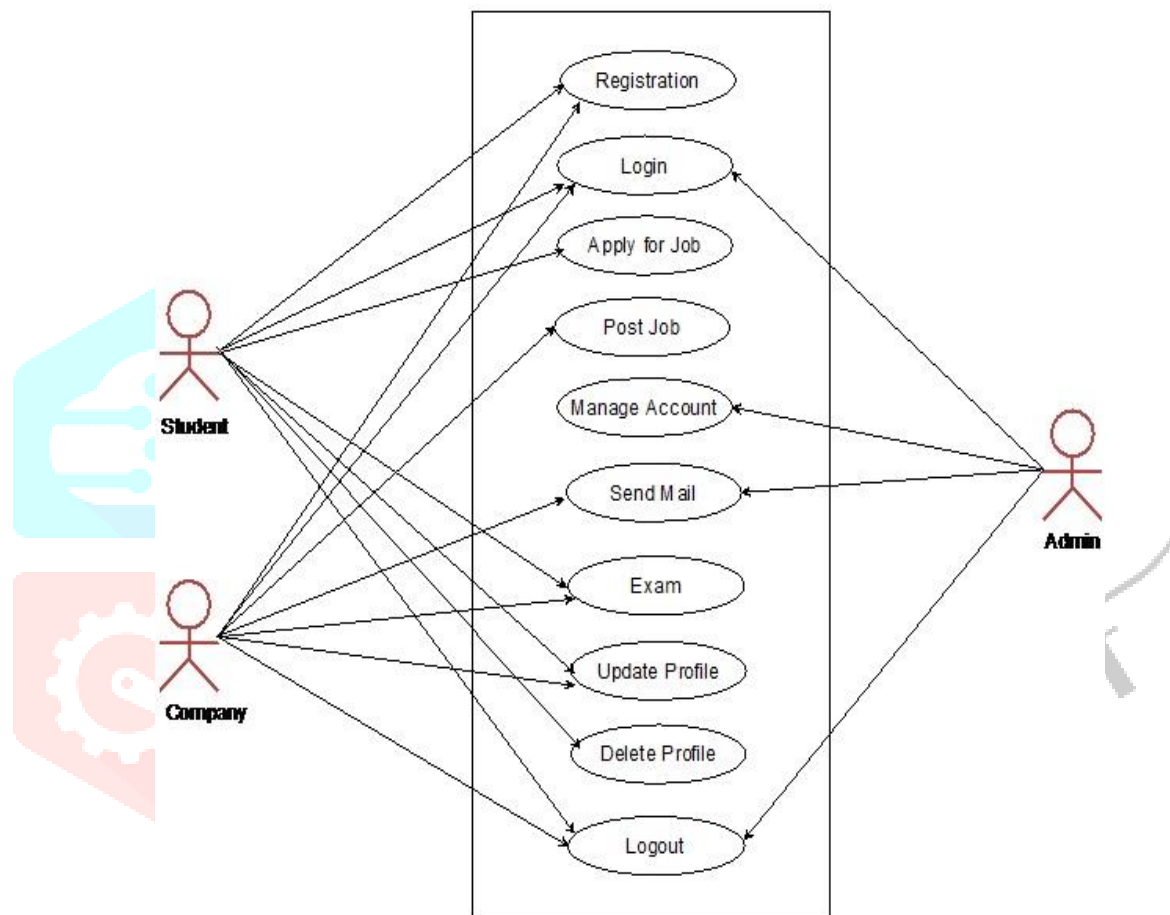 Registration
Login
Apply for Job
Post Job
Student
Manage Account
Send Mail
Admin
Exam
Update Profile
Company
Delete Profile
Logout